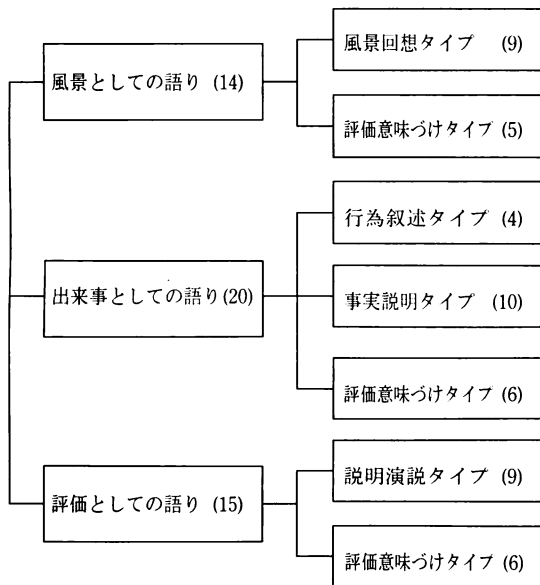 風景としての語り (14)
風景回想タイプ (9)
評価意味づけタイプ (5)
出来事としての語り (20)
行為叙述タイプ (4)
事実説明タイプ (10)
評価意味づけタイプ (6)
評価としての語り (15)
説明演説タイプ (9)
評価意味づけタイプ (6)